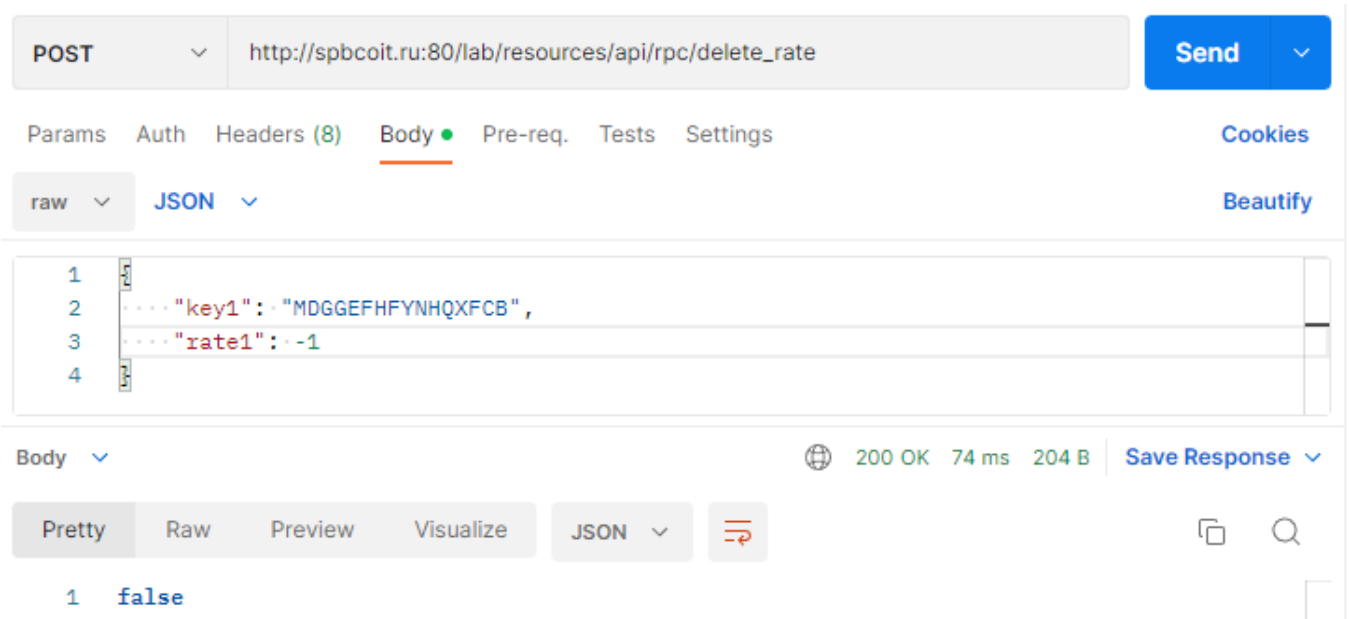 POST http://spbcoit.ru:80/lab/resources/api/rpc/delete_rate Send
Params Auth Headers (8) Body Pre-req. Tests Settings Cookies
raw JSON Beautify
1 {
2 "key1": "MDGGEFHFYNHQXFCB",
3 "rate1": -1
4 }
Body 200 OK 74 ms 204 B Save Response
Pretty Raw Preview Visualize JSON
1 false